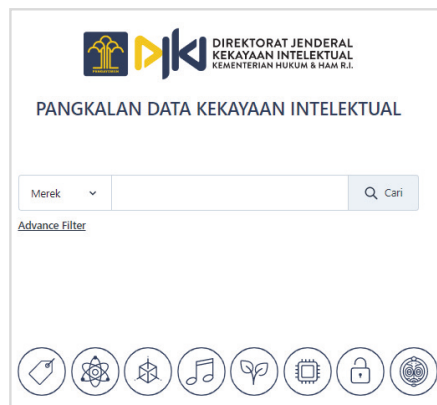 DIREKTORAT JENDERAL
KEKAYAAN INTELEKTUAL
KEMENTERIAN HUKUM & HAM R.I.
PANGKALAN DATA KEKAYAAN INTELEKTUAL
Merek
Cari
Advance Filter